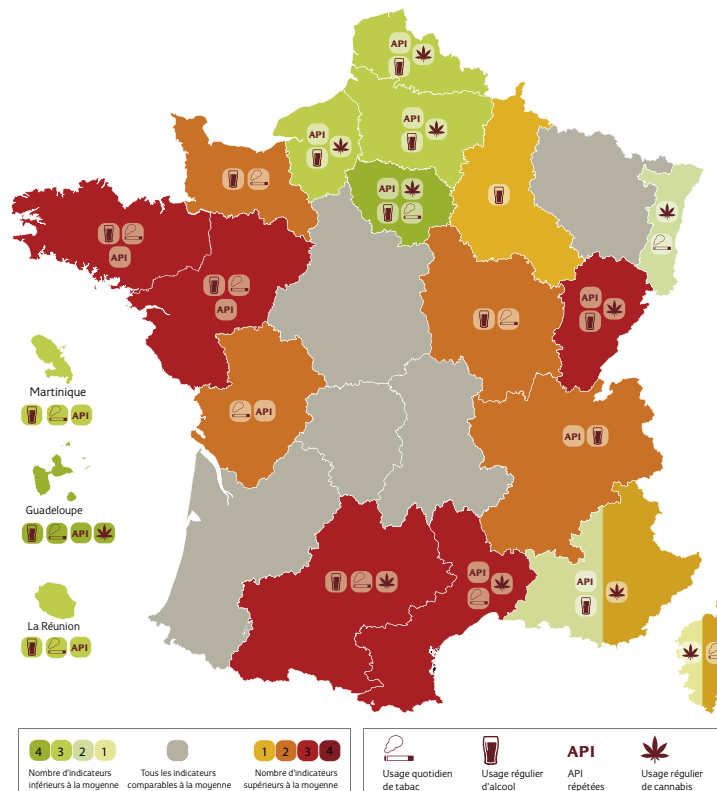 API
API
API
API
API
API
API
API
API
API
API
Martinique
API
API
Guadeloupe
API
La Réunion
API
4 3 2 1
1 2 3 4
Nombre d'indicateurs
inférieurs à la moyenne
Tous les indicateurs
comparables à la moyenne
Nombre d'indicateurs
supérieurs à la moyenne
Usage quotidien
de tabac
Usage régulier
d'alcool
API
API
répétées
Usage régulier
de cannabis